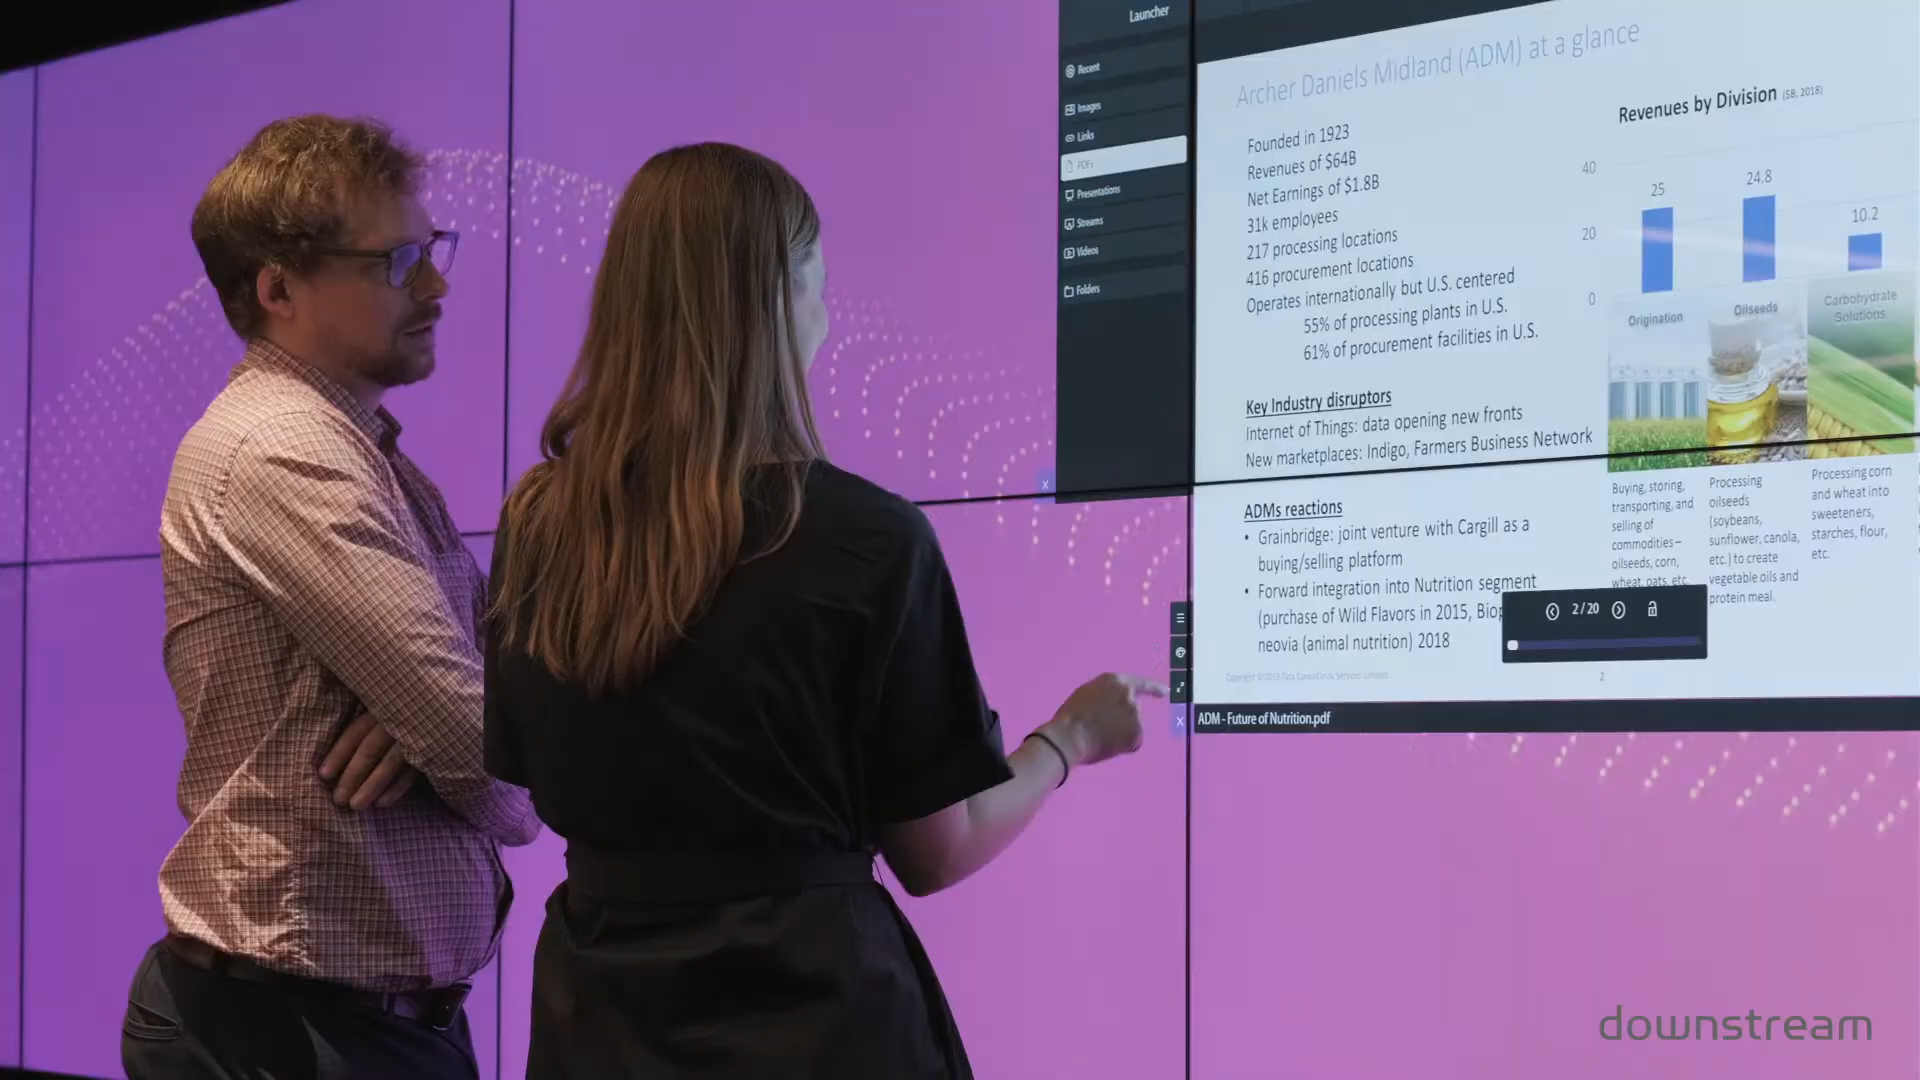 Launcher
Recent
Images
Links
PDFs
Presentations
Streams
Videos
Folders
X
Archer Daniels Midland (ADM) at a glance
Founded in 1923
Revenues of $64B
Net Earnings of $1.8B
31k employees
217 processing locations
416 procurement locations
Operates internationally but U.S. centered
55% of processing plants in U.S.
61% of procurement facilities in U.S.
Key Industry disruptors
Internet of Things: data opening new fronts
New marketplaces: Indigo, Farmers Business Network
ADMs reactions
• Grainbridge: joint venture with Cargill as a
buying/selling platform
• Forward integration into Nutrition segment
(purchase of Wild Flavors in 2015,
neovia (animal nutrition) 2018
Revenues by Division ($B, 2018)
40
20
0
25
24.8
10.2
Origination
Oilseeds
Carbohydrate
Solutions
Buying, storing,
transporting, and
selling of
commodities –
oilseeds, corn,
wheat, oats, etc.
Processing
oilseeds
(soybeans,
sunflower, canola,
etc.) to create
vegetable oils and
protein meal.
Processing corn
and wheat into
sweeteners,
starches, flour,
etc.
2 / 20
2
X
ADM - Future of Nutrition.pdf
downstream